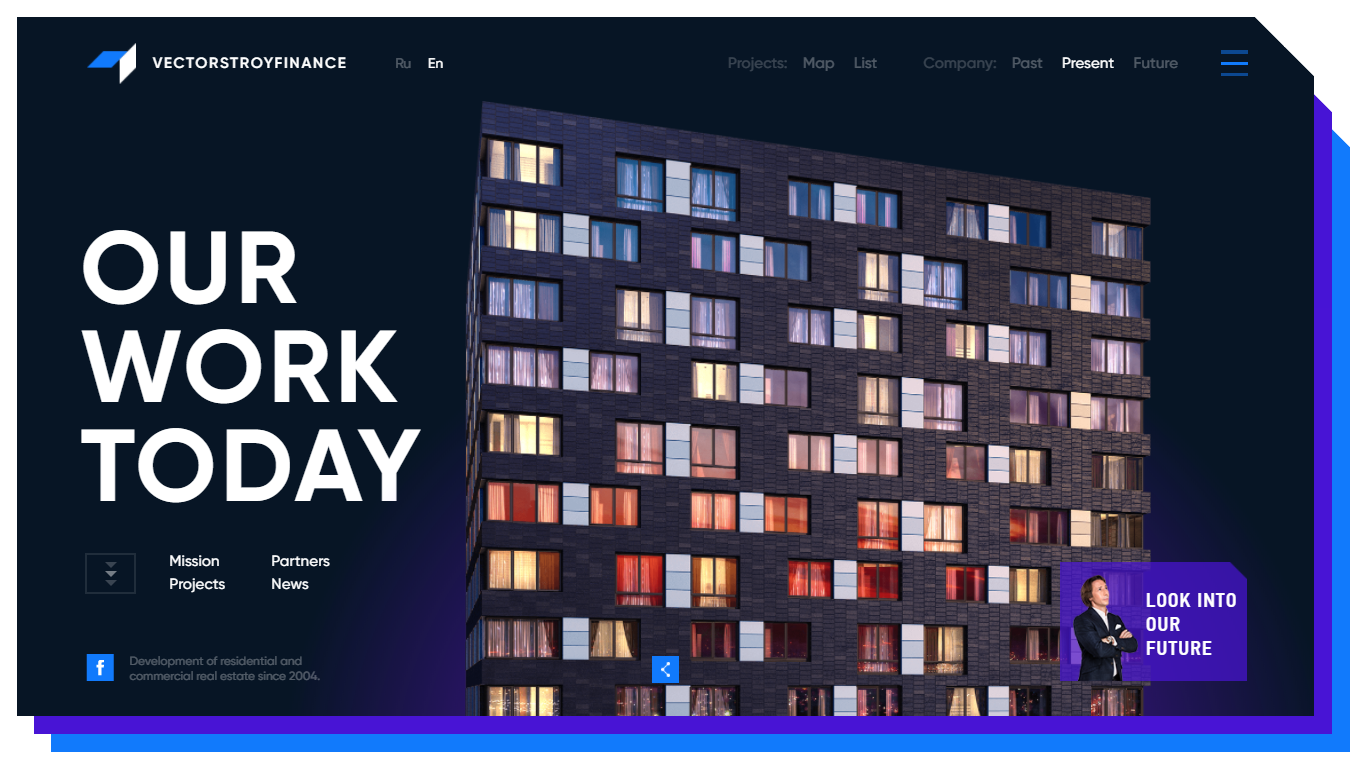 VECTORSTROYFINANCE
Ru En
Projects: Map List
Company: Past Present Future
OUR
WORK
TODAY
Mission
Projects
Partners
News
f
Development of residential and
commercial real estate since 2004.
LOOK INTO
OUR
FUTURE